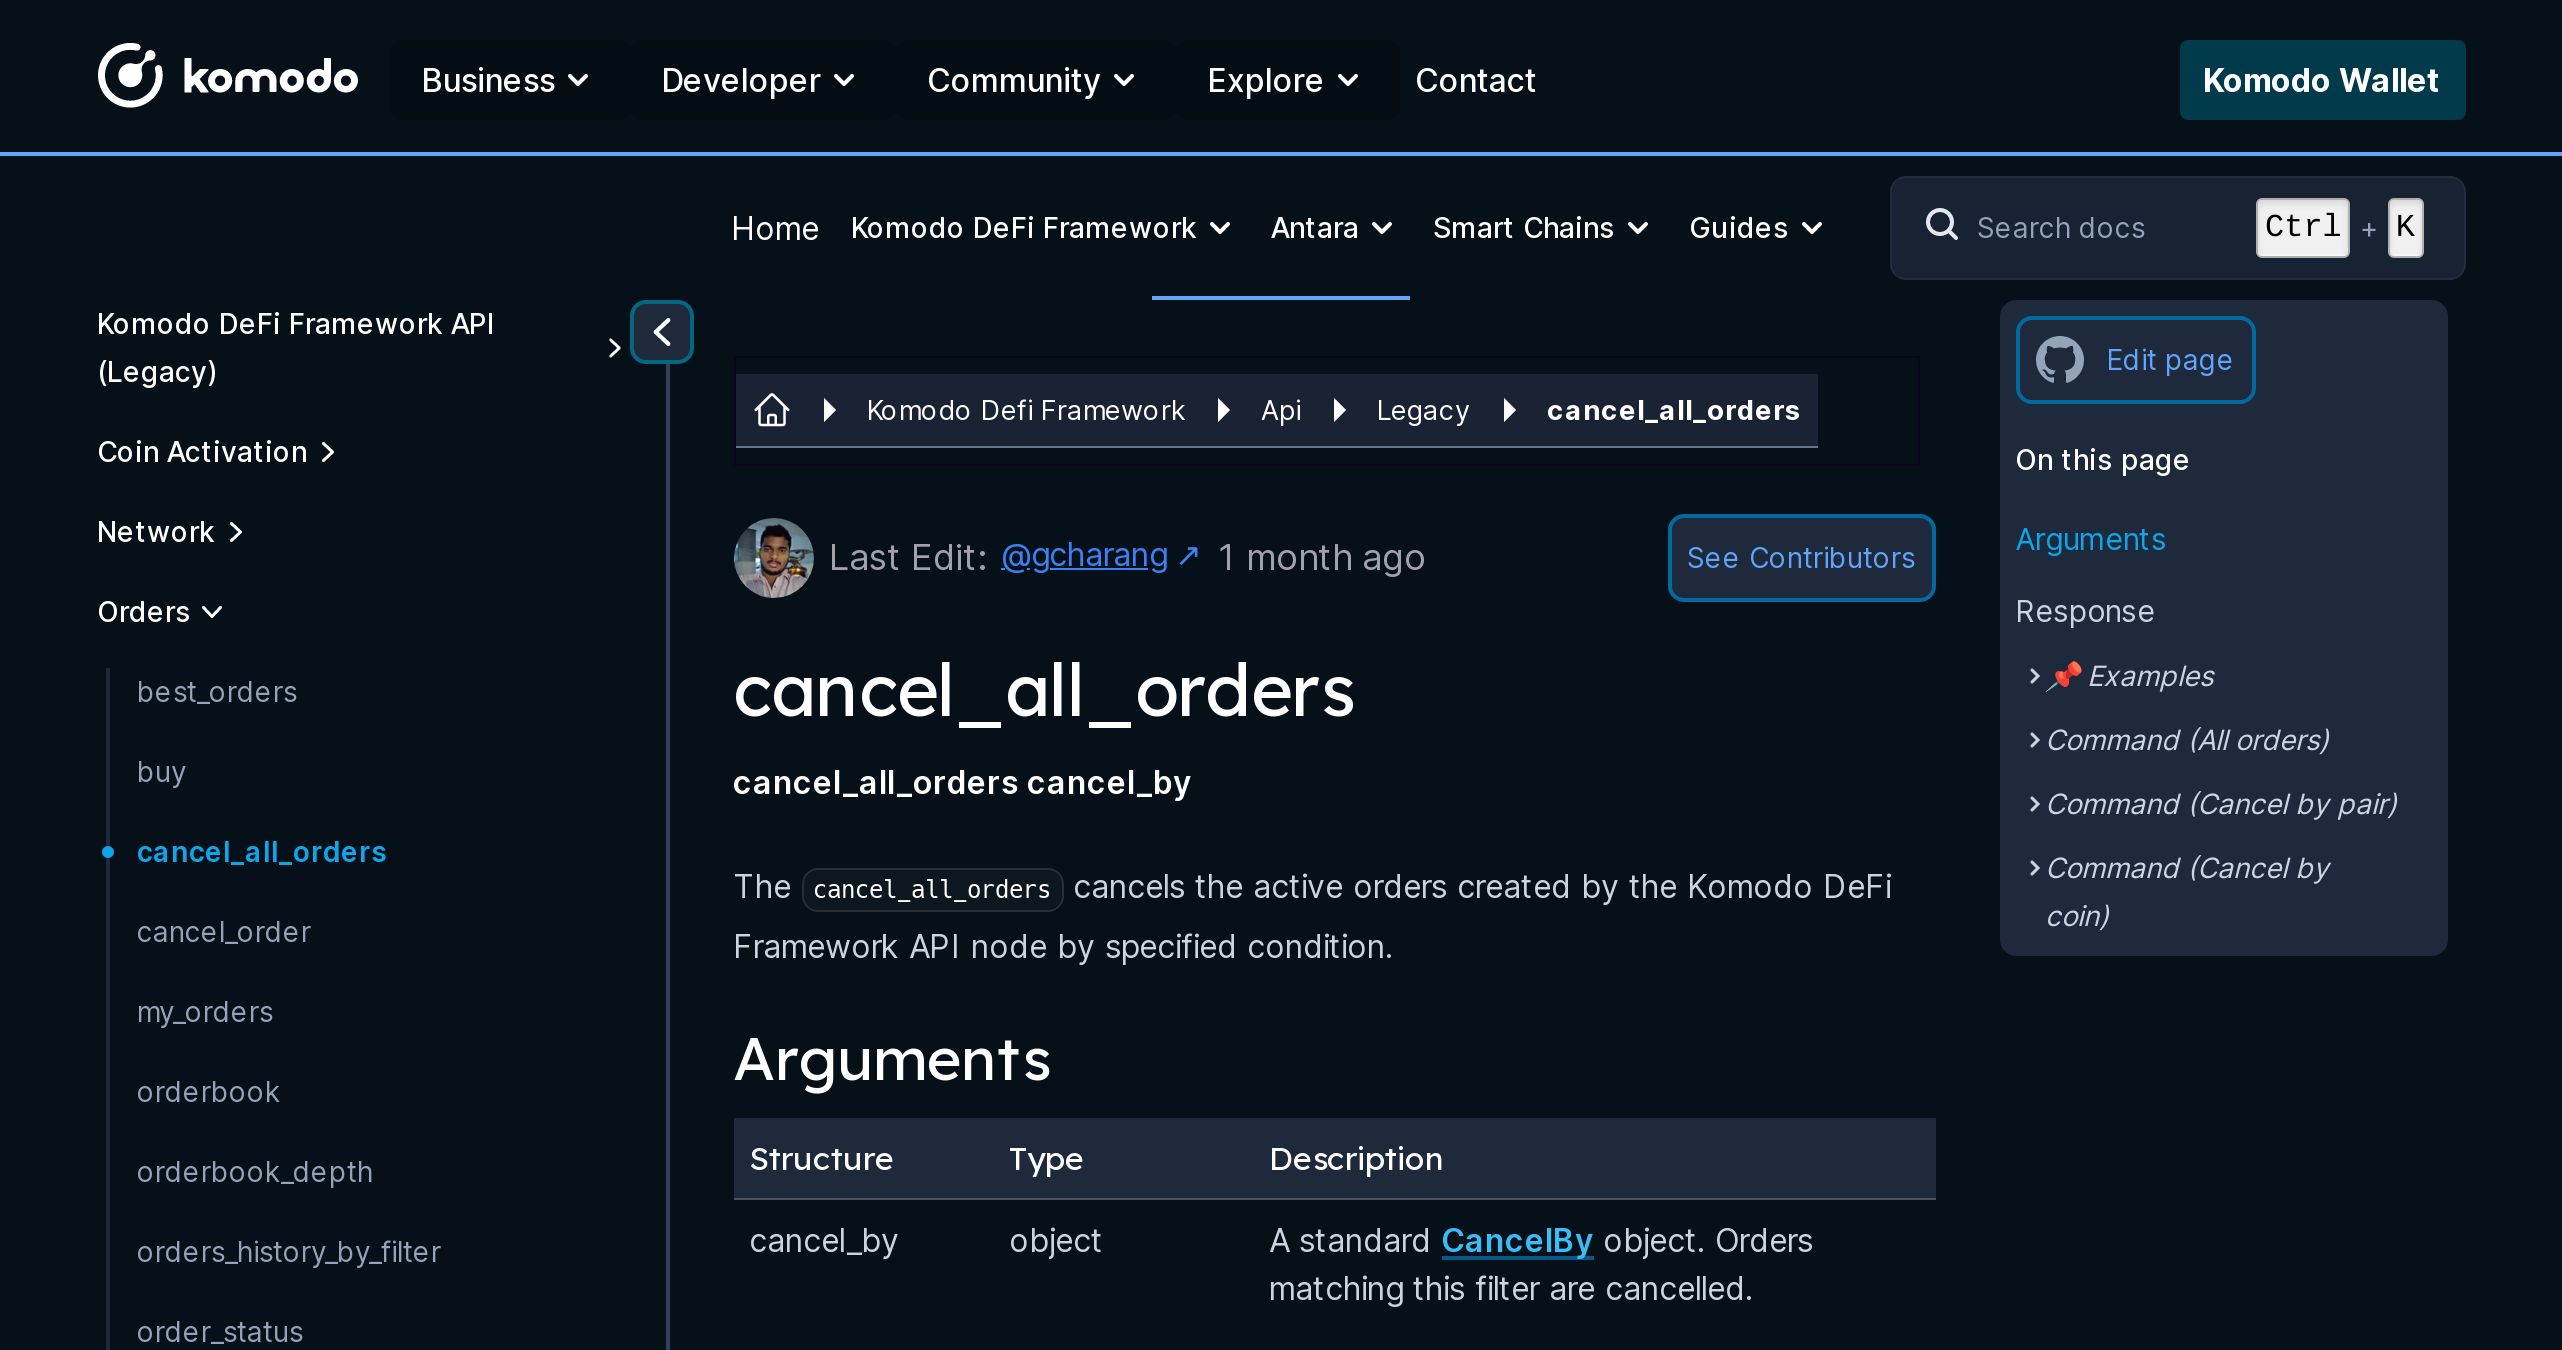 komodo
Business
Developer
Community
Explore
Contact
Komodo Wallet
Home
Komodo DeFi Framework
Antara
Smart Chains
Guides
Search docs
Ctrl + K
Komodo DeFi Framework API
(Legacy)
Coin Activation
Network
Orders
best_orders
buy
cancel_all_orders
cancel_order
my_orders
orderbook
orderbook_depth
orders_history_by_filter
order_status
Komodo Defi Framework
Api
Legacy
cancel_all_orders
Last Edit: @gcharang ↗ 1 month ago
See Contributors
cancel_all_orders
cancel_all_orders cancel_by
The cancel_all_orders cancels the active orders created by the Komodo DeFi
Framework API node by specified condition.
Arguments
Structure Type Description
cancel_by object A standard CancelBy object. Orders
matching this filter are cancelled.
Edit page
On this page
Arguments
Response
📌 Examples
Command (All orders)
Command (Cancel by pair)
Command (Cancel by
coin)